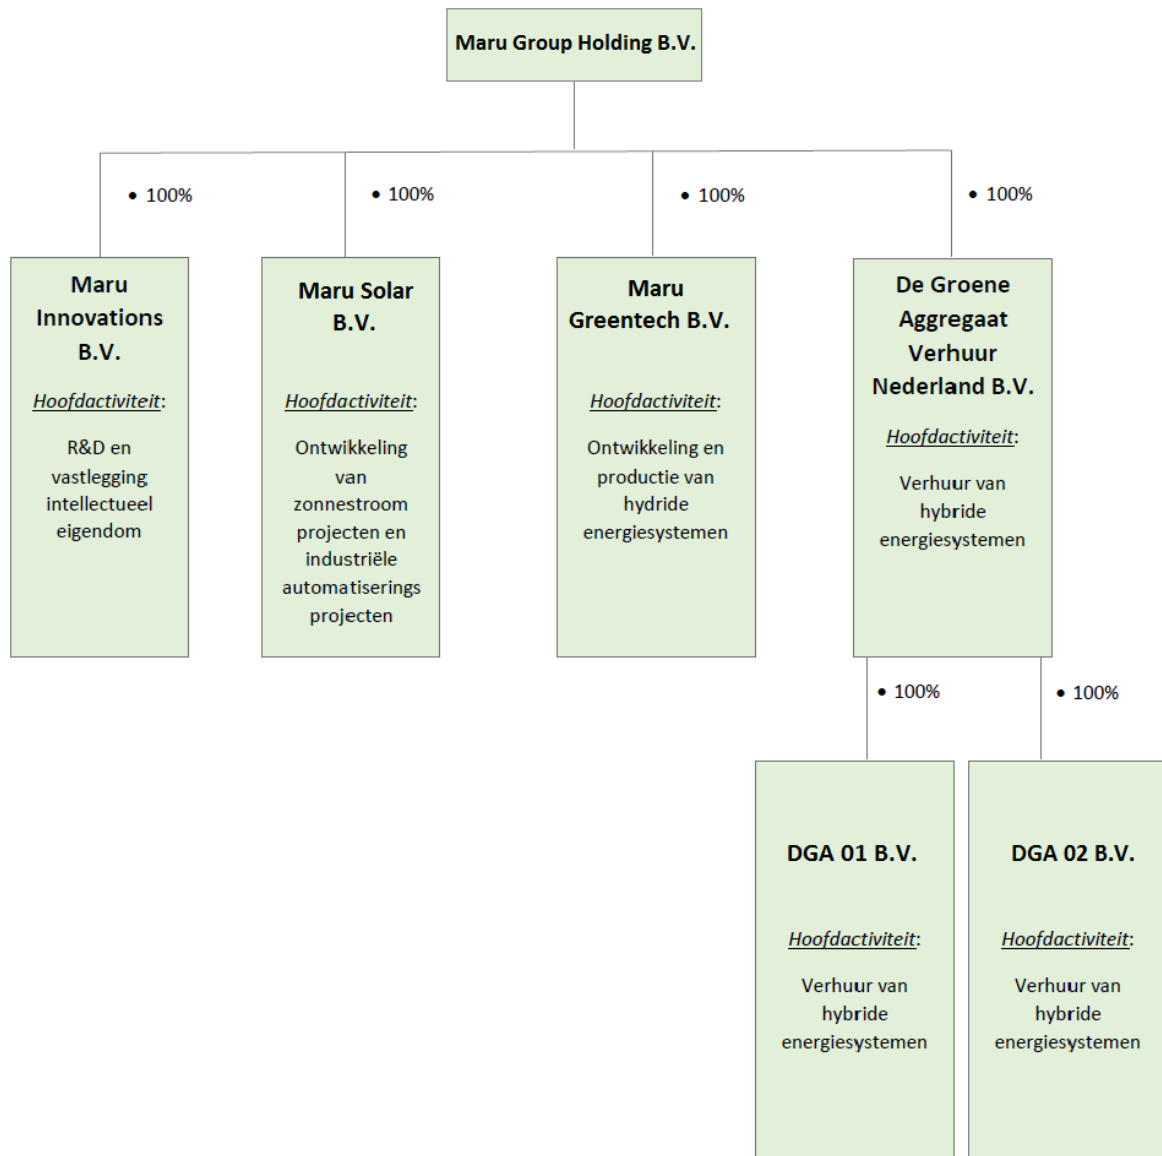 Maru Group Holding B.V.
• 100%
• 100%
• 100%
• 100%
Maru
Innovations
B.V.
Hoofdactiviteit:
R&D en
vastlegging
intellectueel
eigendom
Maru Solar
B.V.
Hoofdactiviteit:
Ontwikkeling
van
zonnestroom
projecten en
industriële
automatiserings
projecten
Maru
Greentech B.V.
Hoofdactiviteit:
Ontwikkeling en
productie van
hydride
energiesystemen
De Groene
Aggregaat
Verhuur
Nederland B.V.
Hoofdactiviteit:
Verhuur van
hybride
energiesystemen
• 100%
• 100%
DGA 01 B.V.
Hoofdactiviteit:
Verhuur van
hybride
energiesystemen
DGA 02 B.V.
Hoofdactiviteit:
Verhuur van
hybride
energiesystemen